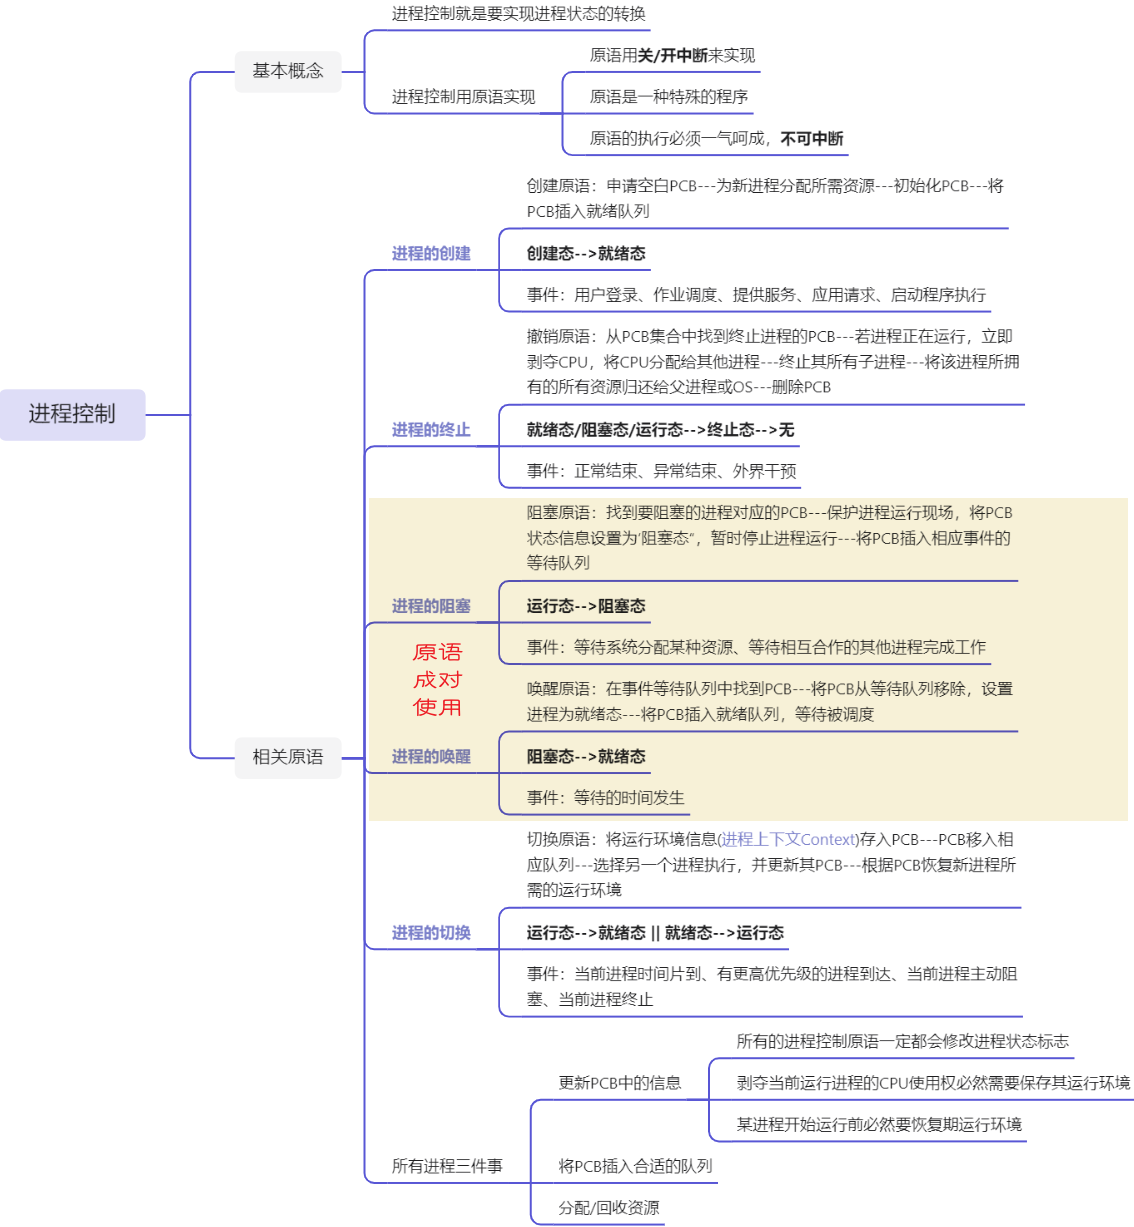 进程控制就是要实现进程状态的转换
原语用关/开中断来实现
基本概念
进程控制用原语实现
原语是一种特殊的程序
原语的执行必须一气呵成，不可中断
创建原语：申请空白PCB---为新进程分配所需资源---初始化PCB---将
PCB插入就绪队列
进程的创建
创建态-->就绪态
事件：用户登录、作业调度、提供服务、应用请求、启动程序执行
撤销原语：从PCB集合中找到终止进程的PCB---若进程正在运行，立即
剥夺CPU，将CPU分配给其他进程---终止其所有子进程---将该进程所拥
有的所有资源归还给父进程或OS---删除PCB
进程控制
进程的终止
就绪态/阻塞态/运行态-->终止态-->无
事件：正常结束、异常结束、外界干预
阻塞原语：找到要阻塞的进程对应的PCB---保护进程运行现场，将PCB
状态信息设置为‘阻塞态“，暂时停止进程运行---将PCB插入相应事件的
等待队列
进程的阻塞
运行态-->阻塞态
事件：等待系统分配某种资源、等待相互合作的其他进程完成工作
原语
成对
使用
唤醒原语：在事件等待队列中找到PCB---将PCB从等待队列移除，设置
进程为就绪态---将PCB插入就绪队列，等待被调度
相关原语
进程的唤醒
阻塞态-->就绪态
事件：等待的时间发生
切换原语：将运行环境信息(进程上下文Context)存入PCB---PCB移入相
应队列---选择另一个进程执行，并更新其PCB---根据PCB恢复新进程所
需的运行环境
进程的切换
运行态-->就绪态 || 就绪态-->运行态
事件：当前进程时间片到、有更高优先级的进程到达、当前进程主动阻
塞、当前进程终止
所有的进程控制原语一定都会修改进程状态标志
更新PCB中的信息
剥夺当前运行进程的CPU使用权必然需要保存其运行环境
某进程开始运行前必然要恢复期运行环境
所有进程三件事
将PCB插入合适的队列
分配/回收资源